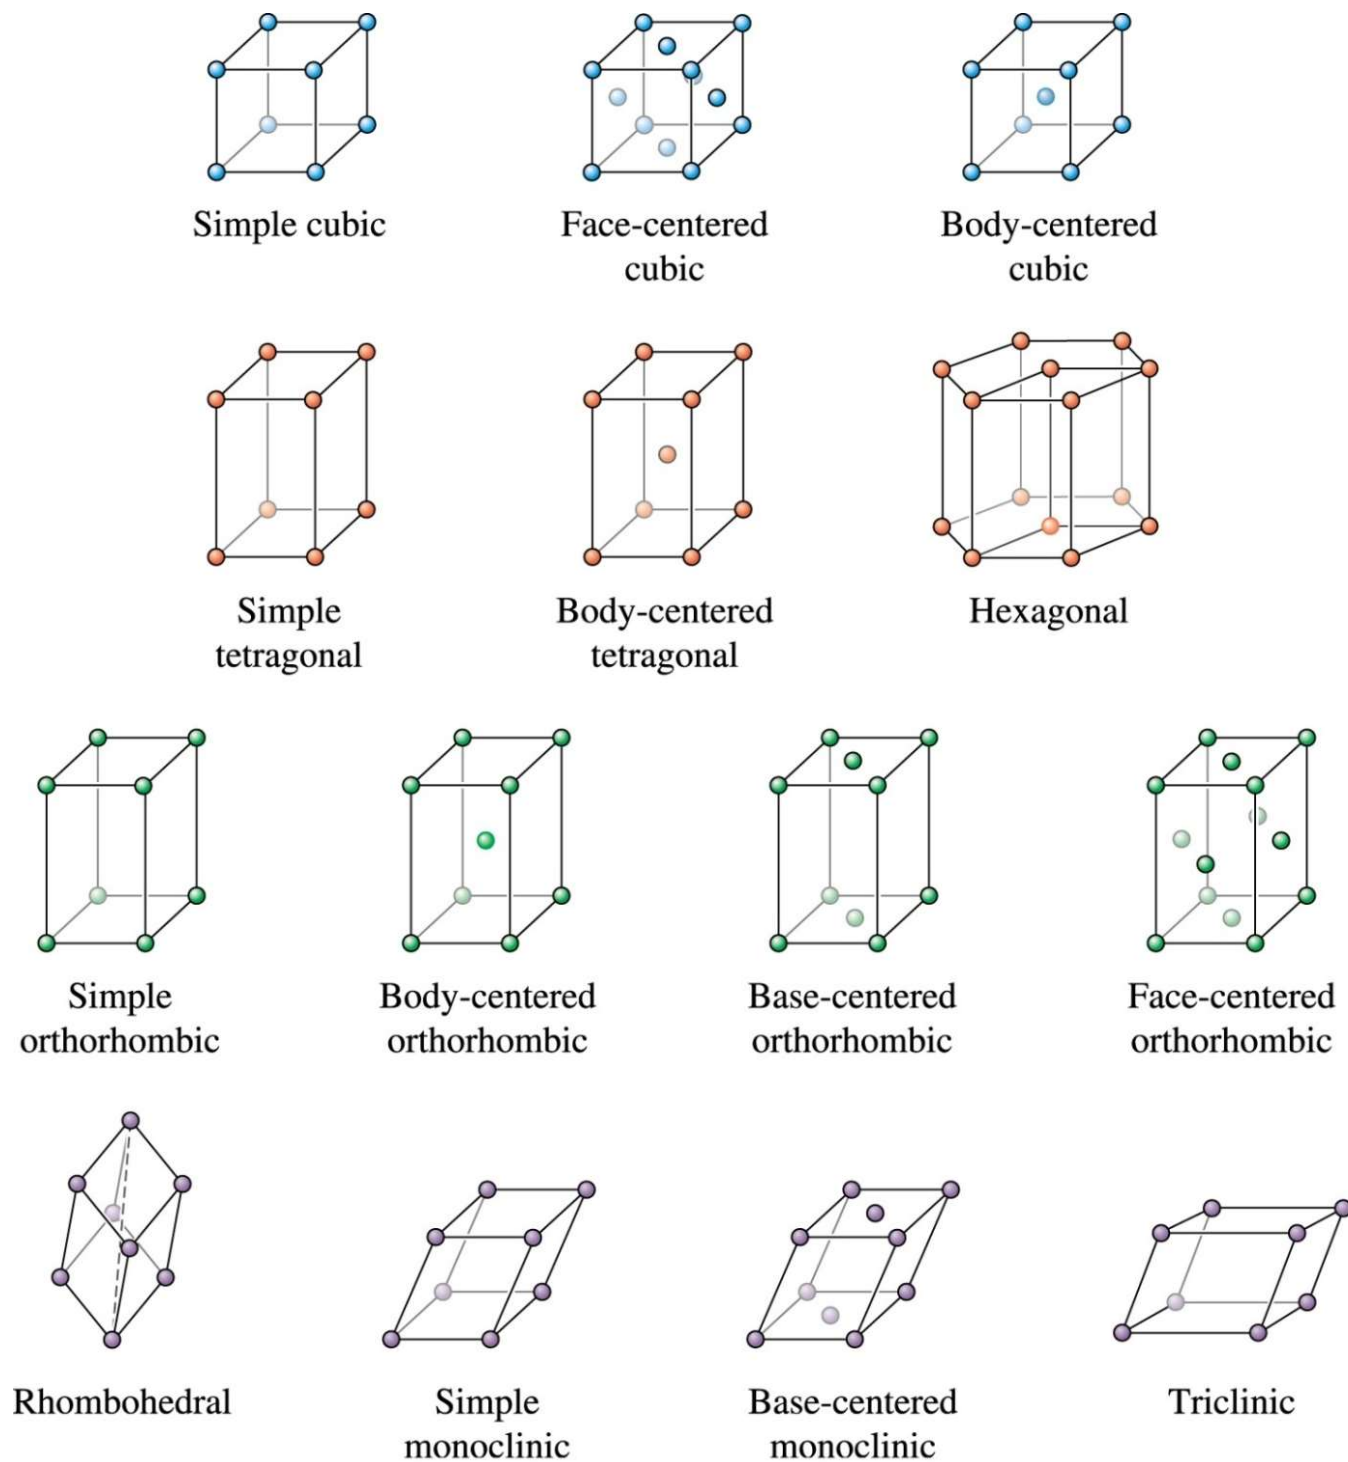 Simple cubic
Face-centered
cubic
Body-centered
cubic
Simple
tetragonal
Body-centered
tetragonal
Hexagonal
Simple
orthorhombic
Body-centered
orthorhombic
Base-centered
orthorhombic
Face-centered
orthorhombic
Rhombohedral
Simple
monoclinic
Base-centered
monoclinic
Triclinic